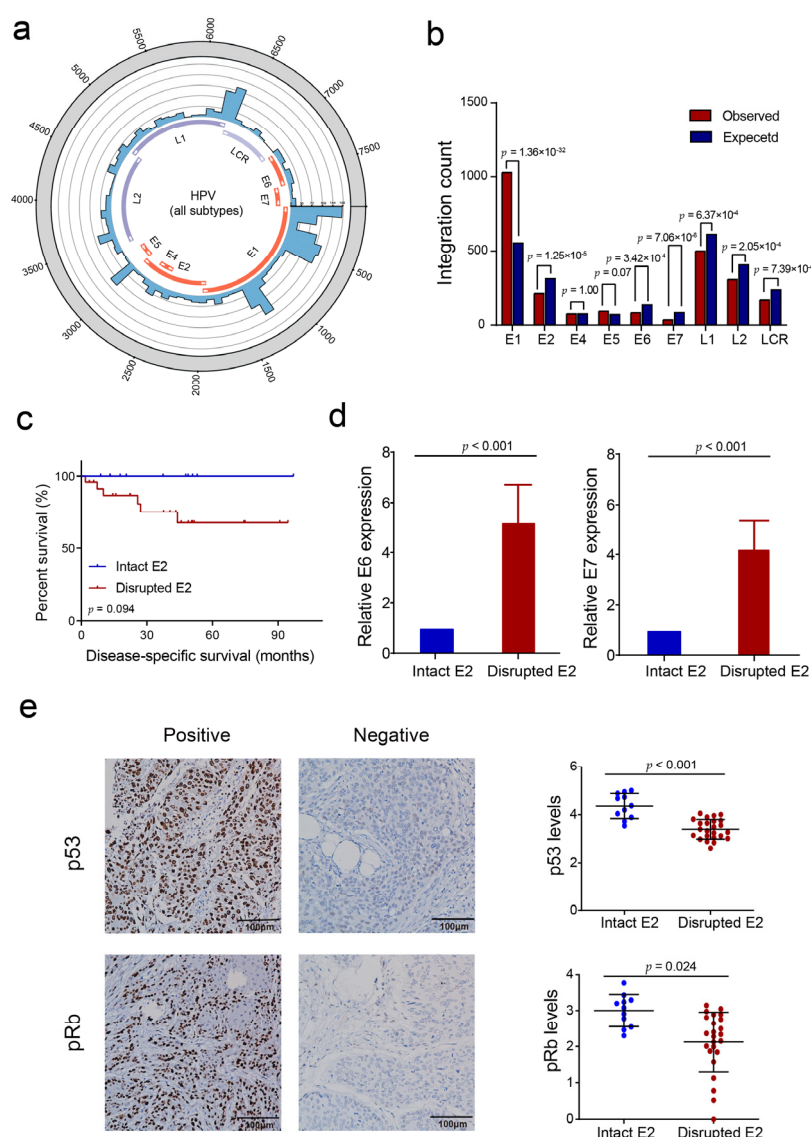 a
6000
6500
7000
7500
500
1000
1500
2000
2500
3000
3500
4000
4500
5000
5500
L1
LCR
E6
E7
E1
E2
E4
E5
L2
HPV
(all subtypes)
b
Integration count
1500
1000
500
0
Observed
Expecetd
p = 1.36×10-32
p = 1.25×10-5
p = 1.00
p = 0.07
p = 3.42×10-4
p = 7.06×10-6
p = 6.37×10-4
p = 2.05×10-4
p = 7.39×10-
E1 E2 E4 E5 E6 E7 L1 L2 LCR
c
Percent survival (%)
100
50
0
Intact E2
Disrupted E2
p = 0.094
0 30 60 90
Disease-specific survival (months)
d
Relative E6 expression
8
6
4
2
0
p < 0.001
Intact E2 Disrupted E2
Relative E7 expression
8
6
4
2
0
p < 0.001
Intact E2 Disrupted E2
e
Positive Negative
p53
100μm
100μm
pRb
100μm
100μm
p53 levels
6
4
2
0
p < 0.001
Intact E2 Disrupted E2
pRb levels
4
3
2
1
0
p = 0.024
Intact E2 Disrupted E2